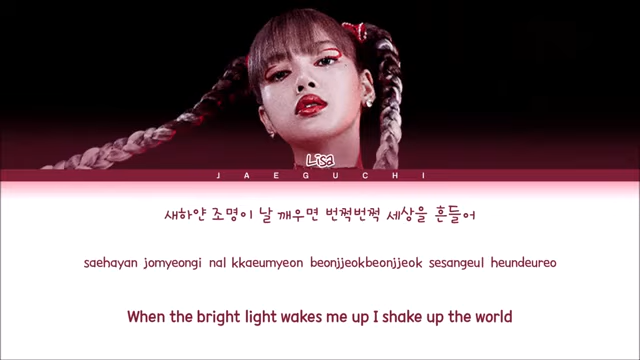 Lisa
JAEGUCHI
새하얀 조명이 날 깨우면 번쩍번쩍 세상을 흔들어
saehayan jomyeongi nal kkaeumyeon beonjjeokbeonjjeok sesangeul heundeureo
When the bright light wakes me up I shake up the world